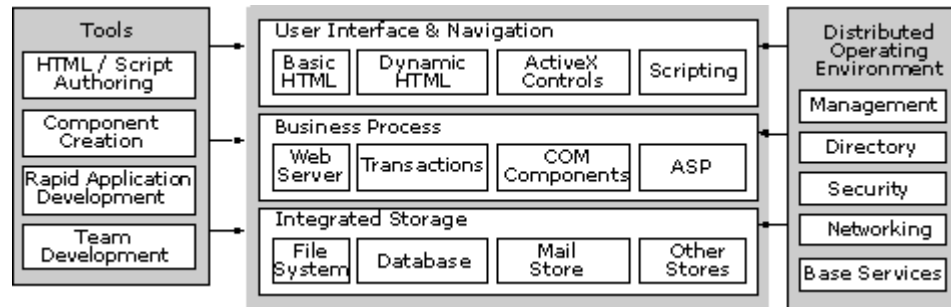 Tools
HTML / Script
Authoring
Component
Creation
Rapid Application
Development
Team
Development
User Interface & Navigation
Basic
HTML
Dynamic
HTML
ActiveX
Controls
Scripting
Business Process
Web
Server
Transactions
COM
Components
ASP
Integrated Storage
File
System
Database
Mail
Store
Other
Stores
Distributed
Operating
Environment
Management
Directory
Security
Networking
Base Services